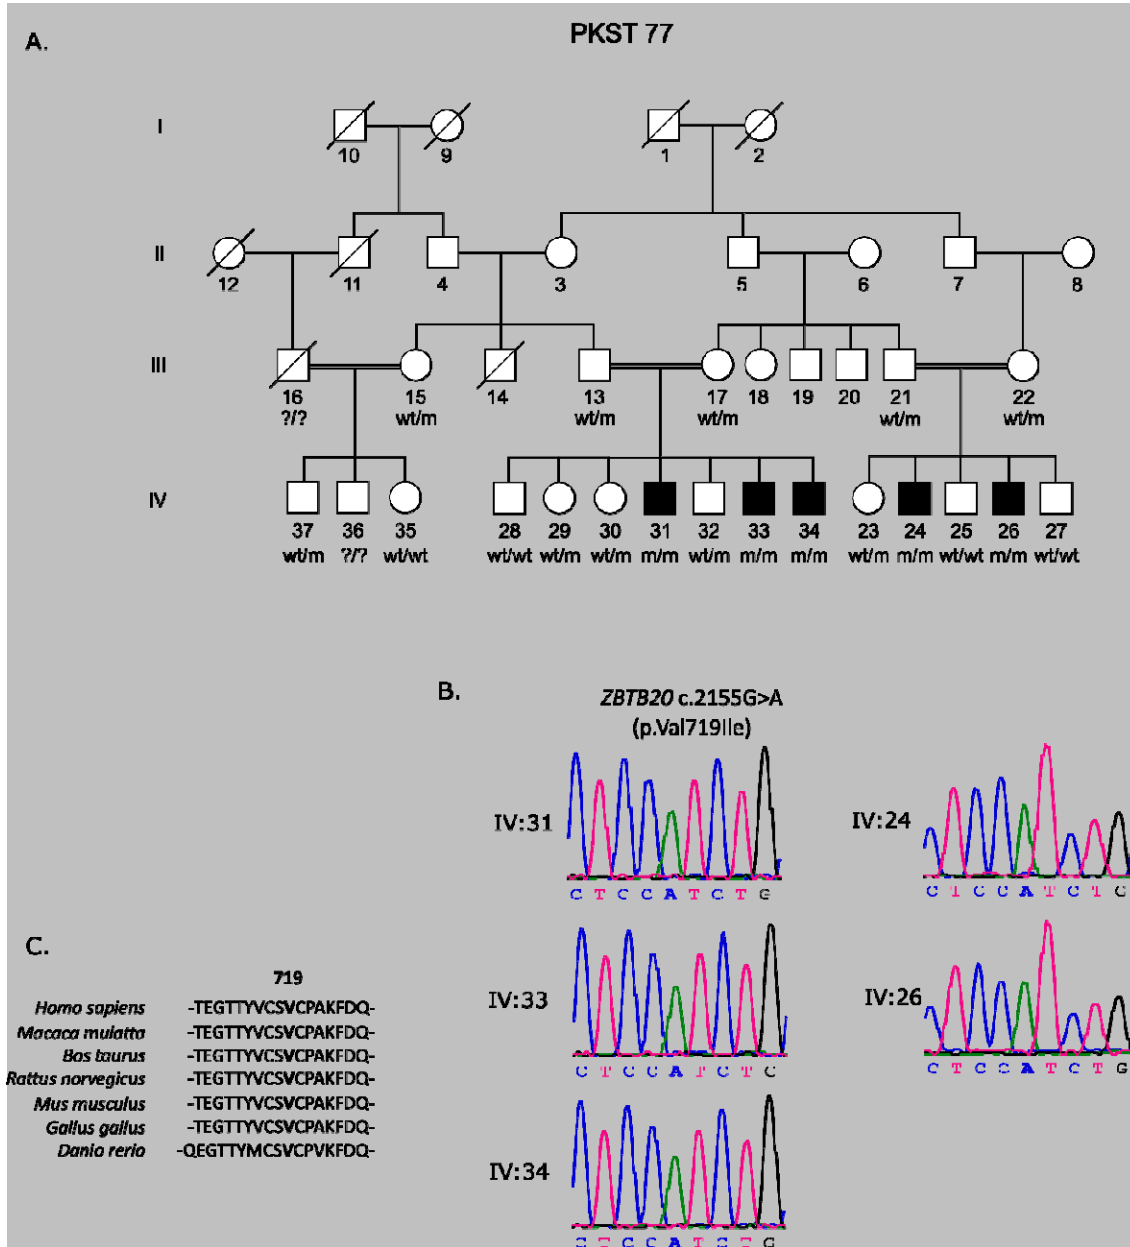 A.
PKST 77
I
10 9 1 2
II
12 11 4 3 5 6 7 8
III
16 15 14 13 17 18 19 20 21 22
?/? wt/m wt/m wt/m wt/m wt/m
IV
37 36 35 28 29 30 31 32 33 34 23 24 25 26 27
wt/m ?/? wt/wt wt/wt wt/m wt/m m/m wt/m m/m m/m wt/m m/m wt/wt m/m wt/wt
B.
ZBTB20 c.2155G>A
(p.Val719Ile)
IV:31
C T C C A T C T G
IV:24
C T C C A T C T G
IV:33
C T C C A T C T G
IV:26
C T C C A T C T G
IV:34
C T C C A T C T G
C.
719
Homo sapiens -TEGTTYVCSVCPAKFDQ-
Macaca mulatta -TEGTTYVCSVCPAKFDQ-
Bos taurus -TEGTTYVCSVCPAKFDQ-
Rattus norvegicus -TEGTTYVCSVCPAKFDQ-
Mus musculus -TEGTTYVCSVCPAKFDQ-
Gallus gallus -TEGTTYVCSVCPAKFDQ-
Danio rerio -QEGTTYMCSVCPVKFDQ-